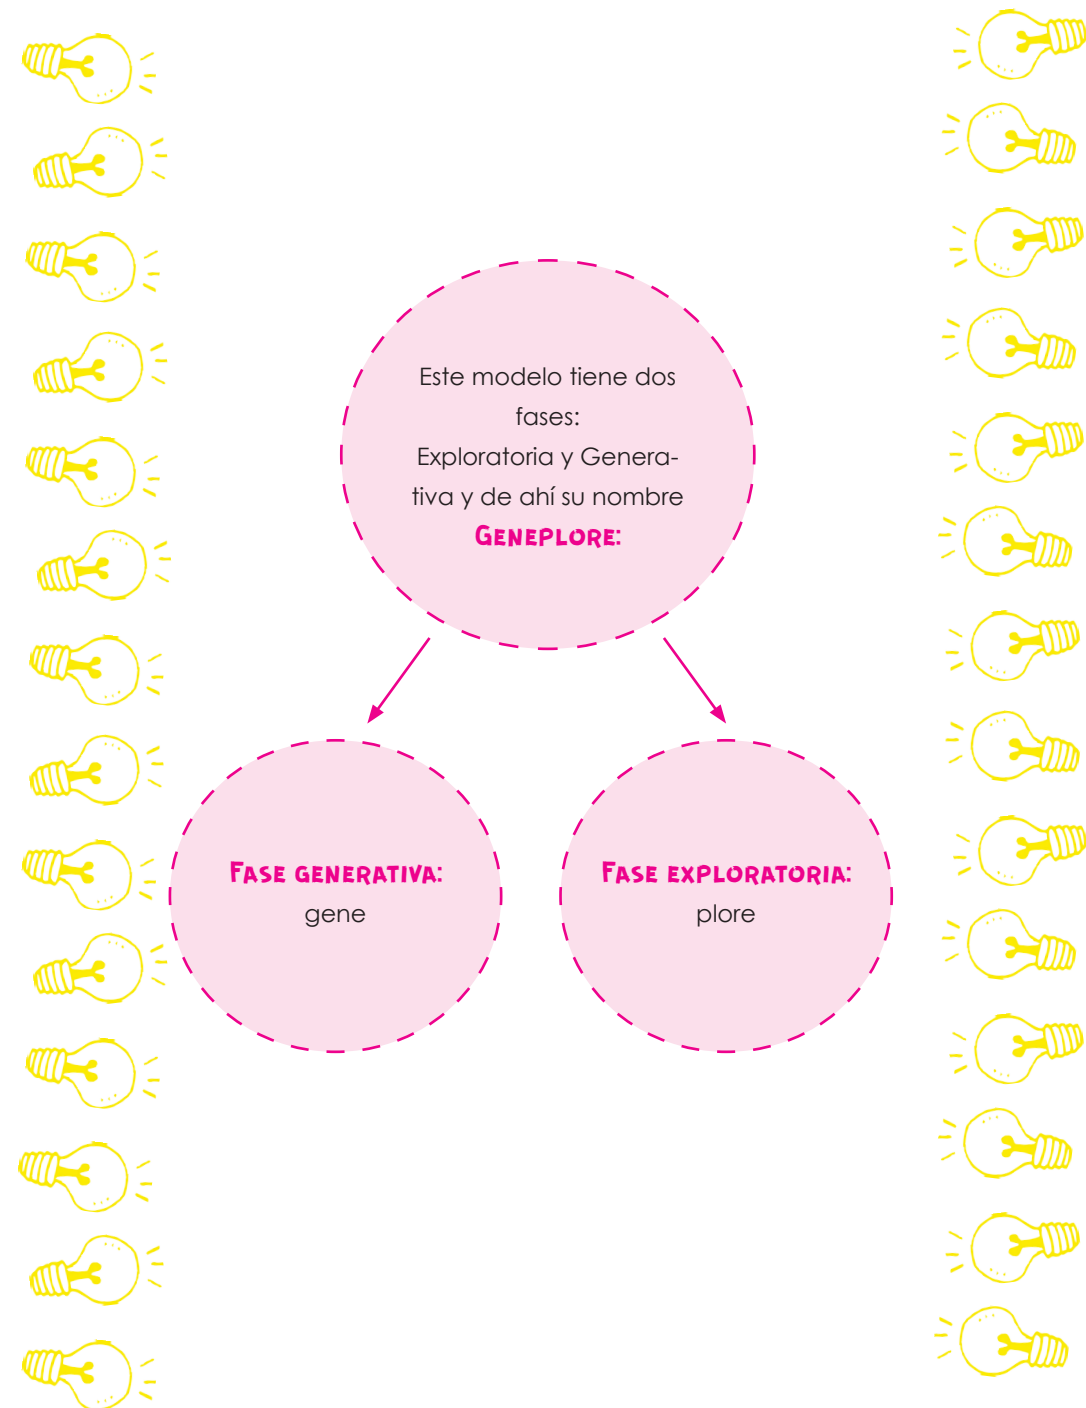 Este modelo tiene dos
fases:
Exploratoria y Genera-
tiva y de ahí su nombre
GENEPLORE:
FASE GENERATIVA:
gene
FASE EXPLORATORIA:
plore